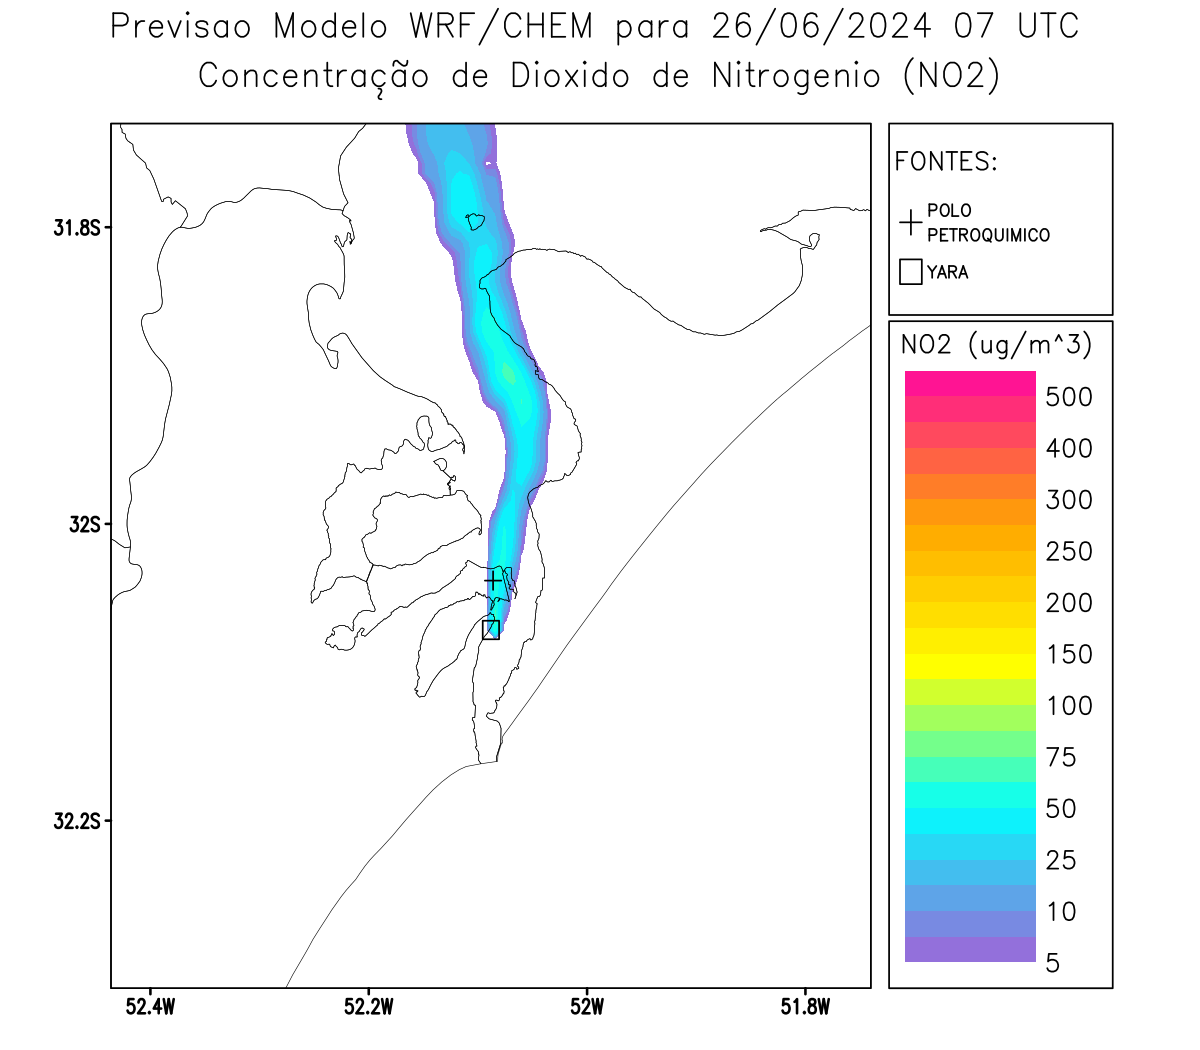 Previsao Modelo WRF/CHEM para 26/06/2024 07 UTC
Concentração de Dioxido de Nitrogenio (NO2)
FONTES:
POLO
PETROQUIMICO
YARA
NO2 (ug/m^3)
500
400
300
250
200
150
100
75
50
25
10
5
31.8S
32S
32.2S
52.4W
52.2W
52W
51.8W